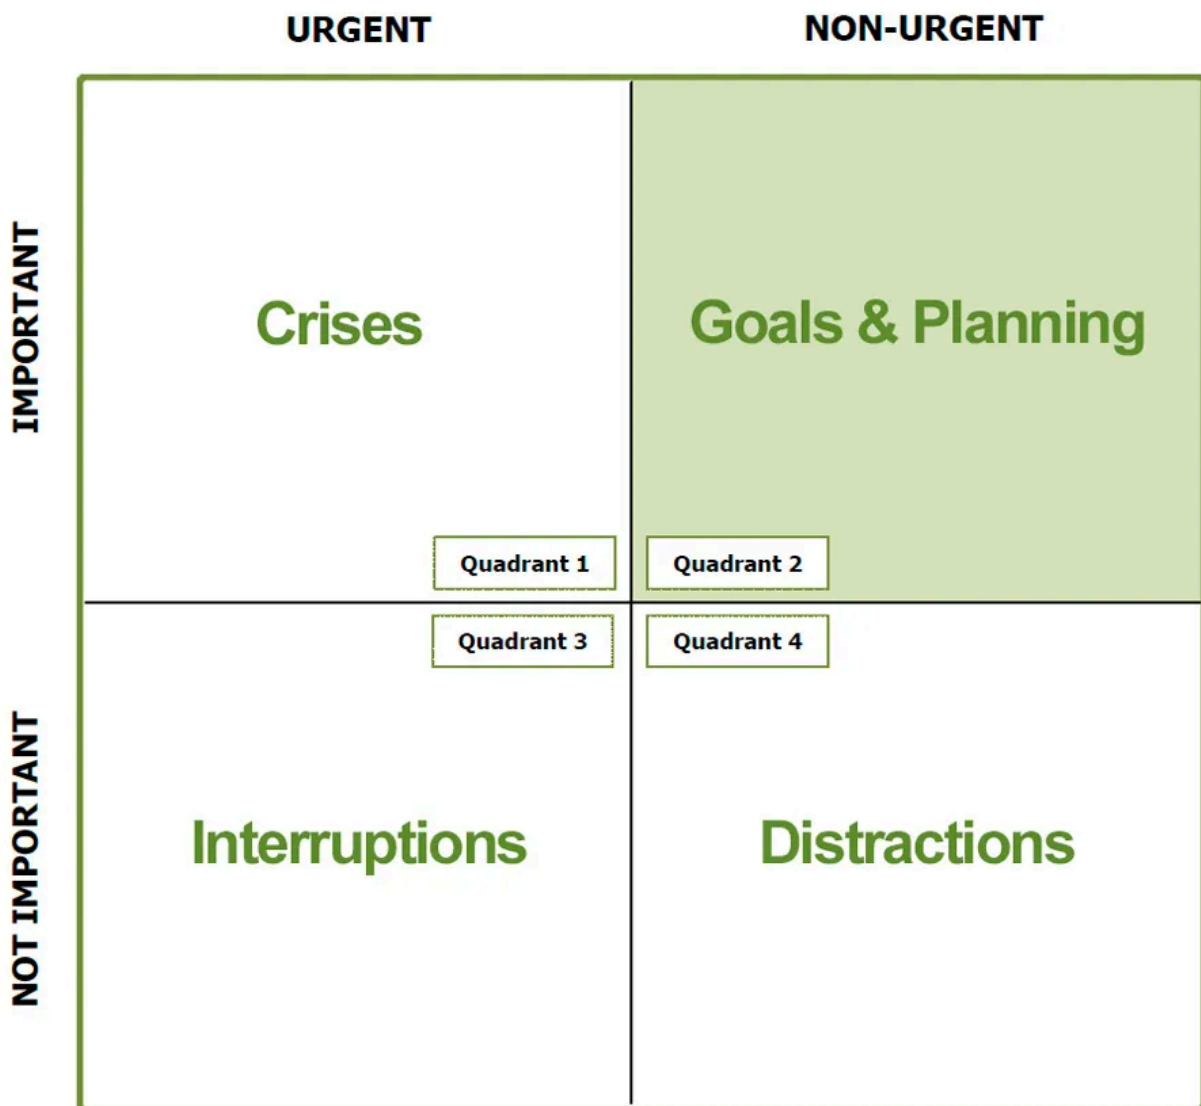 URGENT
NON-URGENT
IMPORTANT
Crises
Goals & Planning
Quadrant 1
Quadrant 2
Quadrant 3
Quadrant 4
NOT IMPORTANT
Interruptions
Distractions